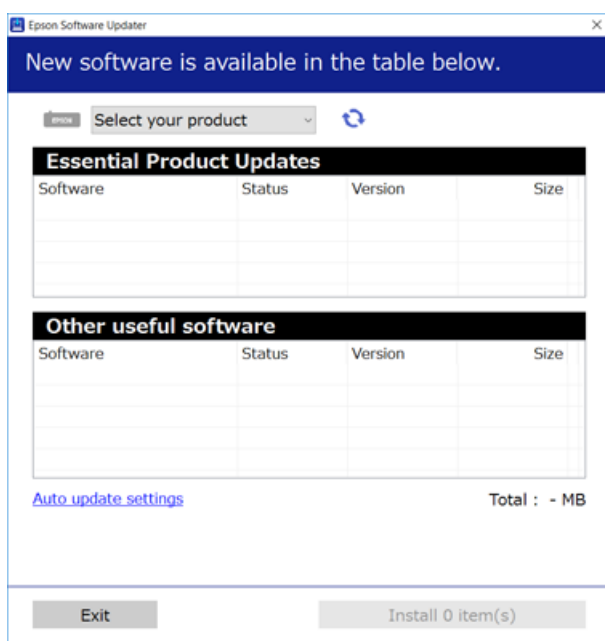 Epson Software Updater
New software is available in the table below.
EPSON Select your product
Essential Product Updates
Software Status Version Size
Other useful software
Software Status Version Size
Auto update settings Total : - MB
Exit Install 0 item(s)